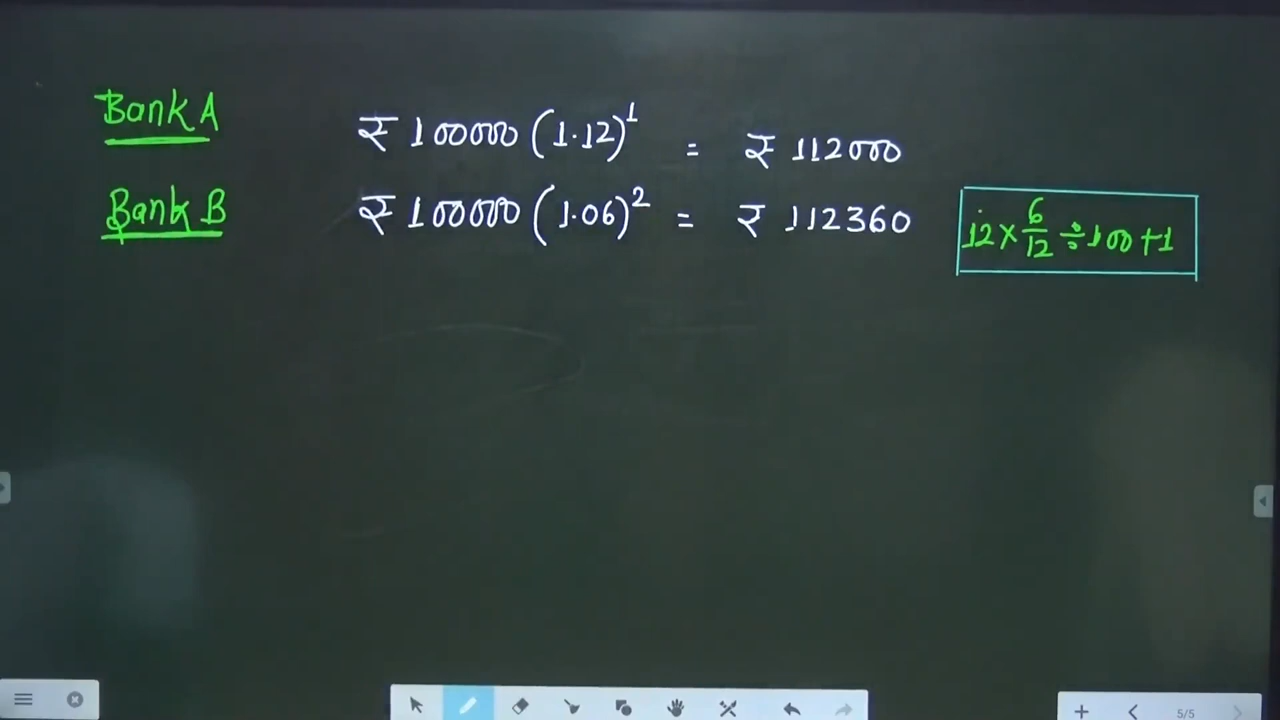 Bank A ₹ 100000 (1.12)¹ = ₹ 112000
Bank B ₹ 100000 (1.06)² = ₹ 112360
12 × 6/12 ÷ 100 + 1
5/5